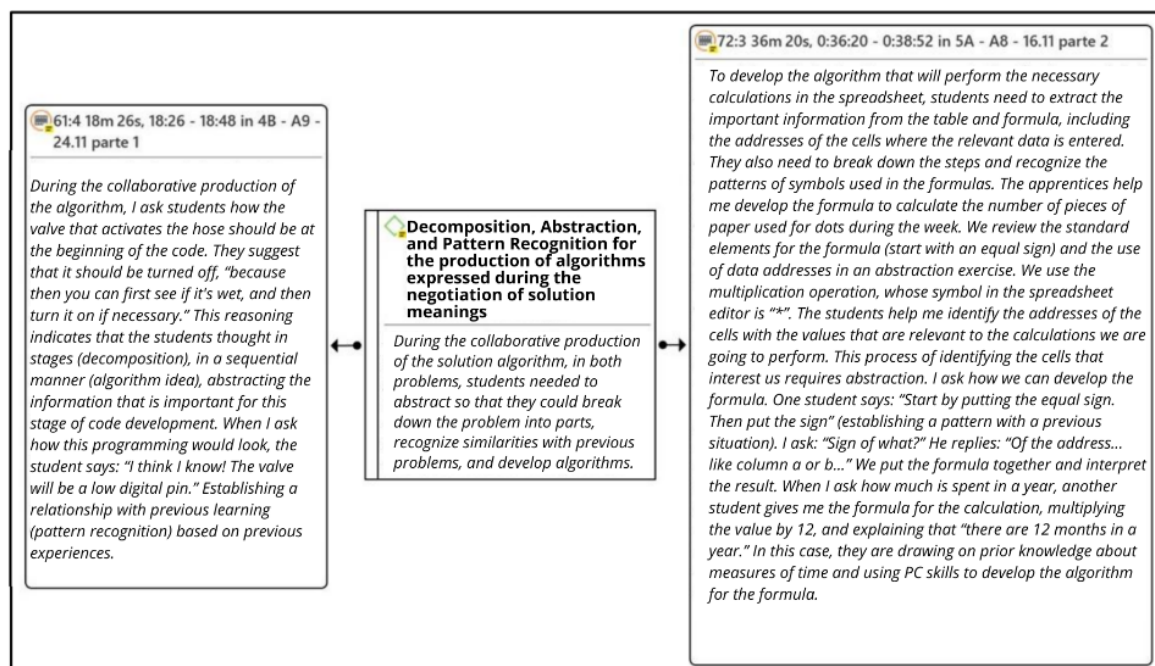 61:4 18m 26s, 18:26 - 18:48 in 4B - A9 -
24.11 parte 1
During the collaborative production of
the algorithm, I ask students how the
valve that activates the hose should be at
the beginning of the code. They suggest
that it should be turned off, “because
then you can first see if it's wet, and then
turn it on if necessary.” This reasoning
indicates that the students thought in
stages (decomposition), in a sequential
manner (algorithm idea), abstracting the
information that is important for this
stage of code development. When I ask
how this programming would look, the
student says: “I think I know! The valve
will be a low digital pin.” Establishing a
relationship with previous learning
(pattern recognition) based on previous
experiences.
Decomposition, Abstraction,
and Pattern Recognition for
the production of algorithms
expressed during the
negotiation of solution
meanings
During the collaborative production
of the solution algorithm, in both
problems, students needed to
abstract so that they could break
down the problem into parts,
recognize similarities with previous
problems, and develop algorithms.
72:3 36m 20s, 0:36:20 - 0:38:52 in 5A - A8 - 16.11 parte 2
To develop the algorithm that will perform the necessary
calculations in the spreadsheet, students need to extract the
important information from the table and formula, including
the addresses of the cells where the relevant data is entered.
They also need to break down the steps and recognize the
patterns of symbols used in the formulas. The apprentices help
me develop the formula to calculate the number of pieces of
paper used for dots during the week. We review the standard
elements for the formula (start with an equal sign) and the use
of data addresses in an abstraction exercise. We use the
multiplication operation, whose symbol in the spreadsheet
editor is “*”. The students help me identify the addresses of the
cells with the values that are relevant to the calculations we are
going to perform. This process of identifying the cells that
interest us requires abstraction. I ask how we can develop the
formula. One student says: “Start by putting the equal sign.
Then put the sign” (establishing a pattern with a previous
situation). I ask: “Sign of what?” He replies: “Of the address...
like column a or b...” We put the formula together and interpret
the result. When I ask how much is spent in a year, another
student gives me the formula for the calculation, multiplying
the value by 12, and explaining that “there are 12 months in a
year.” In this case, they are drawing on prior knowledge about
measures of time and using PC skills to develop the algorithm
for the formula.